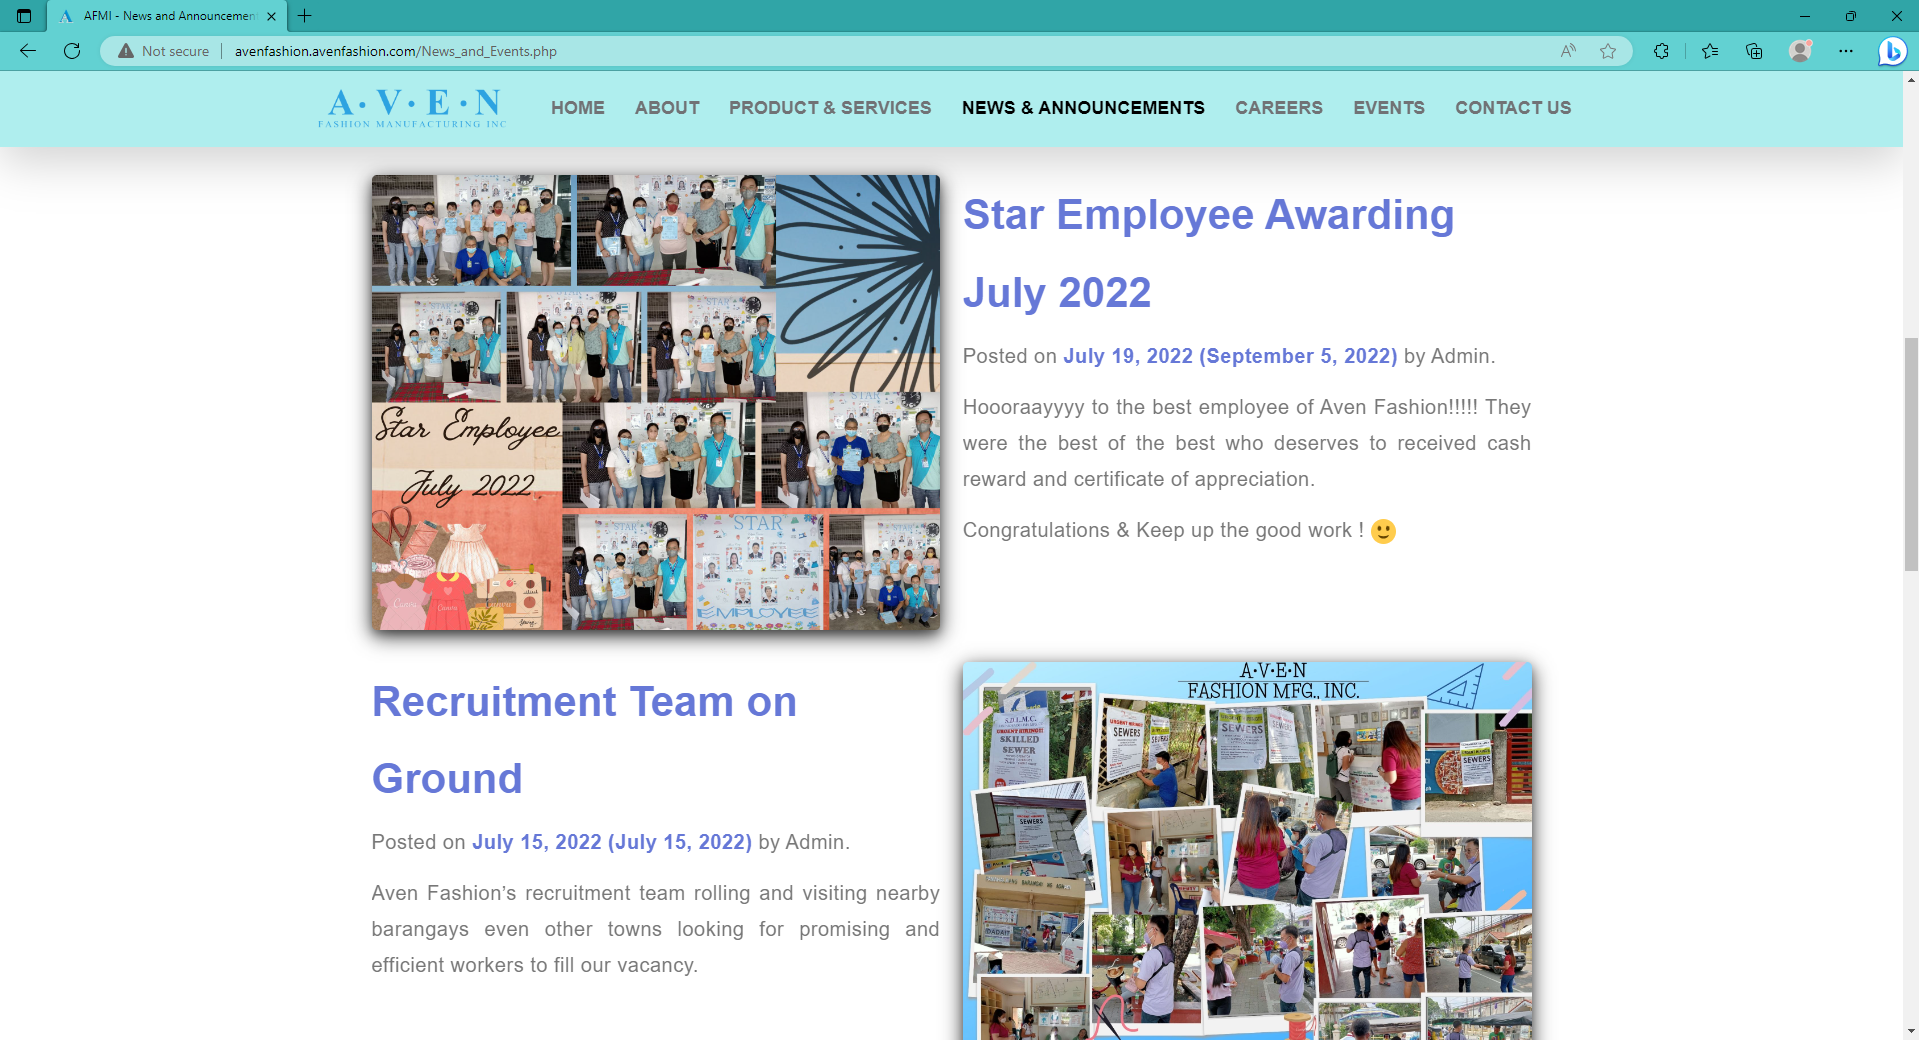 AFMI - News and Announcement
Not secure
avenfashion.avenfashion.com/News_and_Events.php
A·V·E·N
FASHION MANUFACTURING INC
HOME
ABOUT
PRODUCT & SERVICES
NEWS & ANNOUNCEMENTS
CAREERS
EVENTS
CONTACT US
Star Employee
July 2022
STAR
EMPLOYEE
Canva
Star Employee Awarding
July 2022
Posted on July 19, 2022 (September 5, 2022) by Admin.
Hoooraayyyy to the best employee of Aven Fashion!!!!! They
were the best of the best who deserves to received cash
reward and certificate of appreciation.
Congratulations & Keep up the good work ! 🙂
Recruitment Team on
Ground
Posted on July 15, 2022 (July 15, 2022) by Admin.
Aven Fashion’s recruitment team rolling and visiting nearby
barangays even other towns looking for promising and
efficient workers to fill our vacancy.
A·V·E·N
FASHION MFG., INC.
URGENT HIRING!!
SKILLED
SEWER
SEWERS
SEWERS
SEWERS
SEWERS